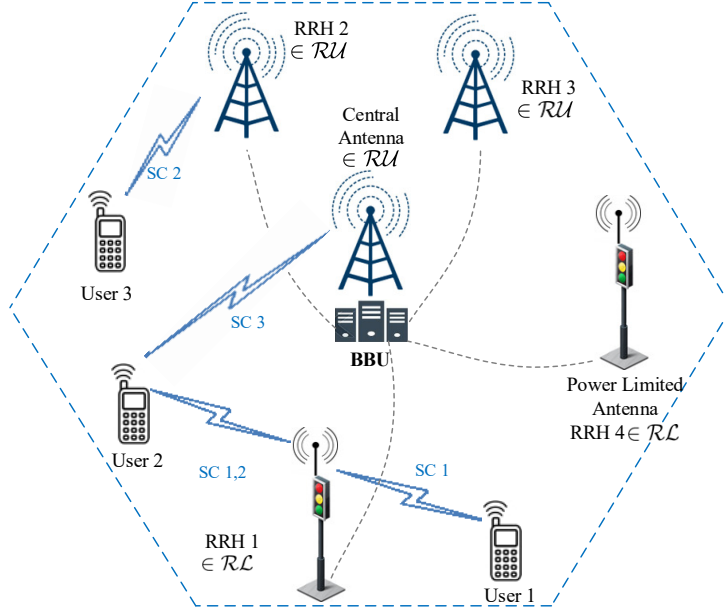 RRH 2
∈ 𝓡𝓤
RRH 3
∈ 𝓡𝓤
Central
Antenna
∈ 𝓡𝓤
SC 2
User 3
SC 3
BBU
Power Limited
Antenna
RRH 4∈ 𝓡𝓛
User 2
SC 1,2
SC 1
RRH 1
∈ 𝓡𝓛
User 1